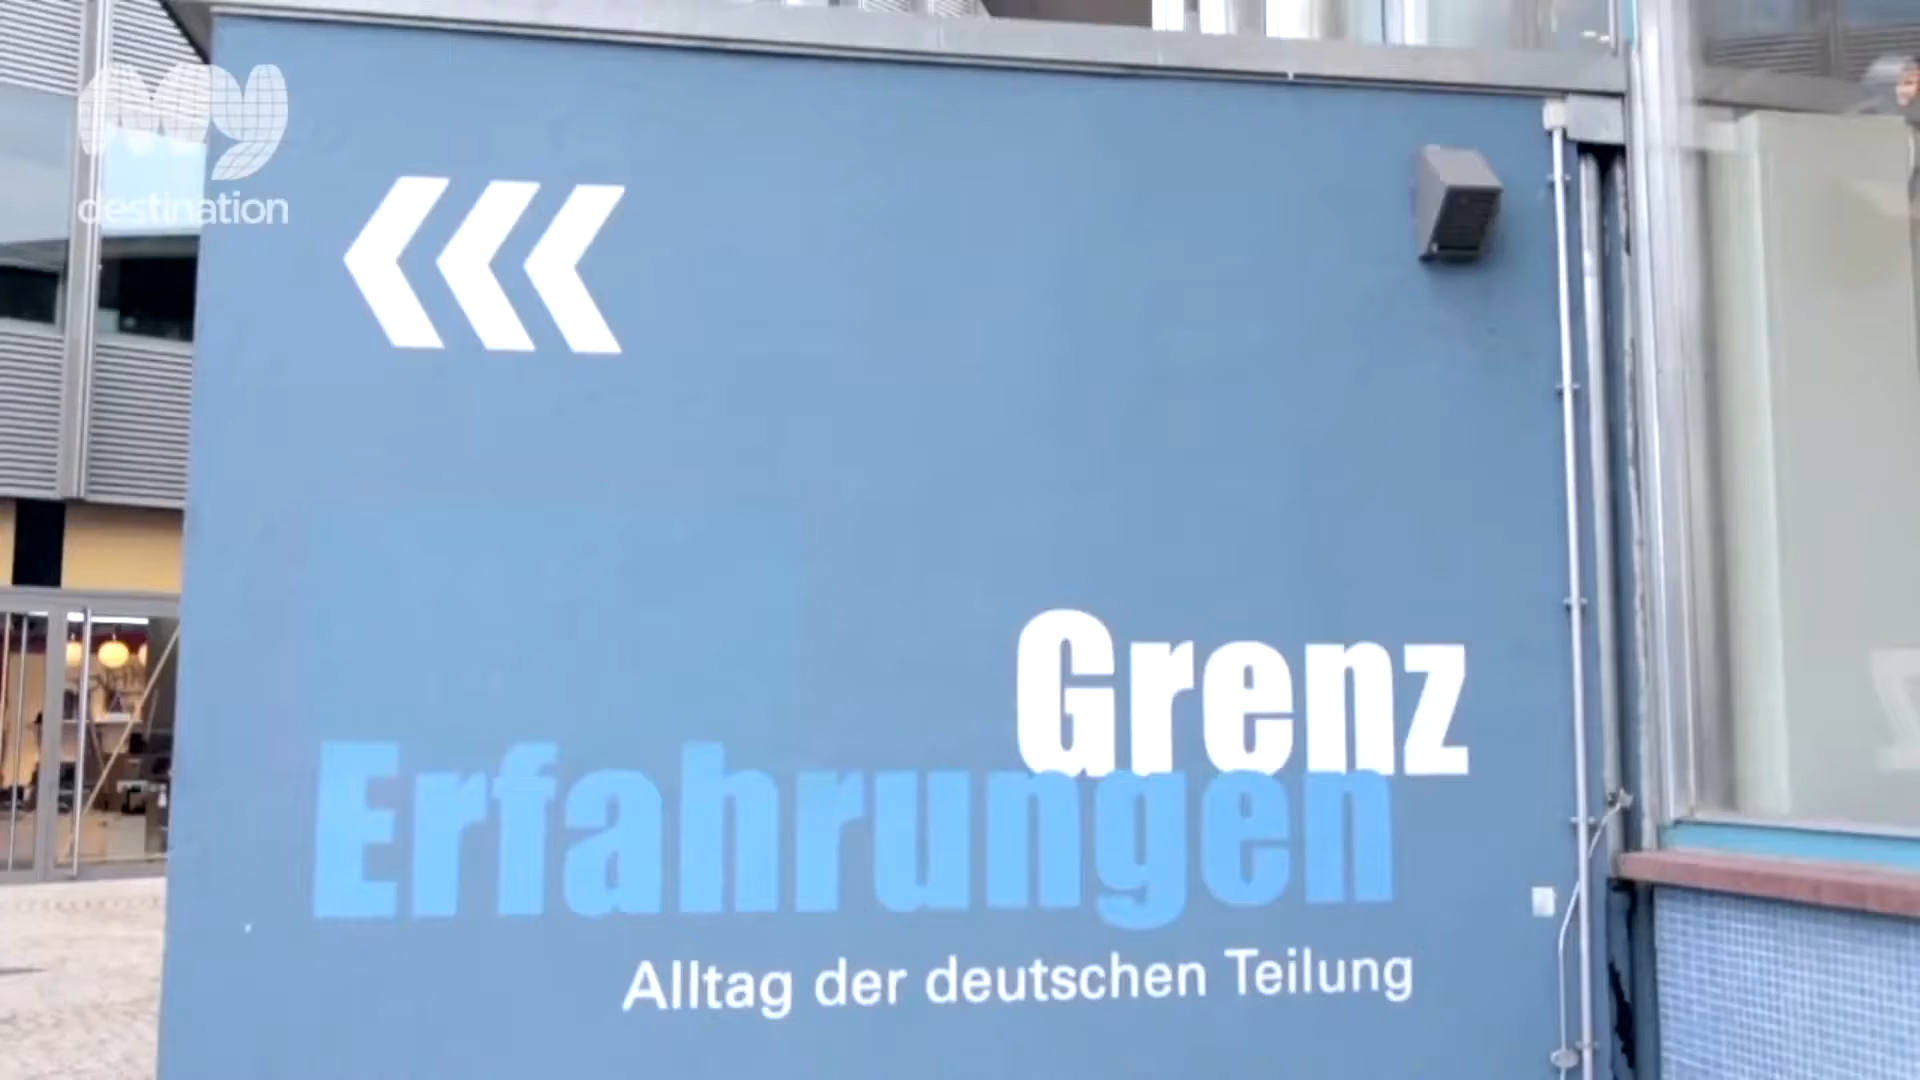 my
destination
Grenz
Erfahrungen
Alltag der deutschen Teilung